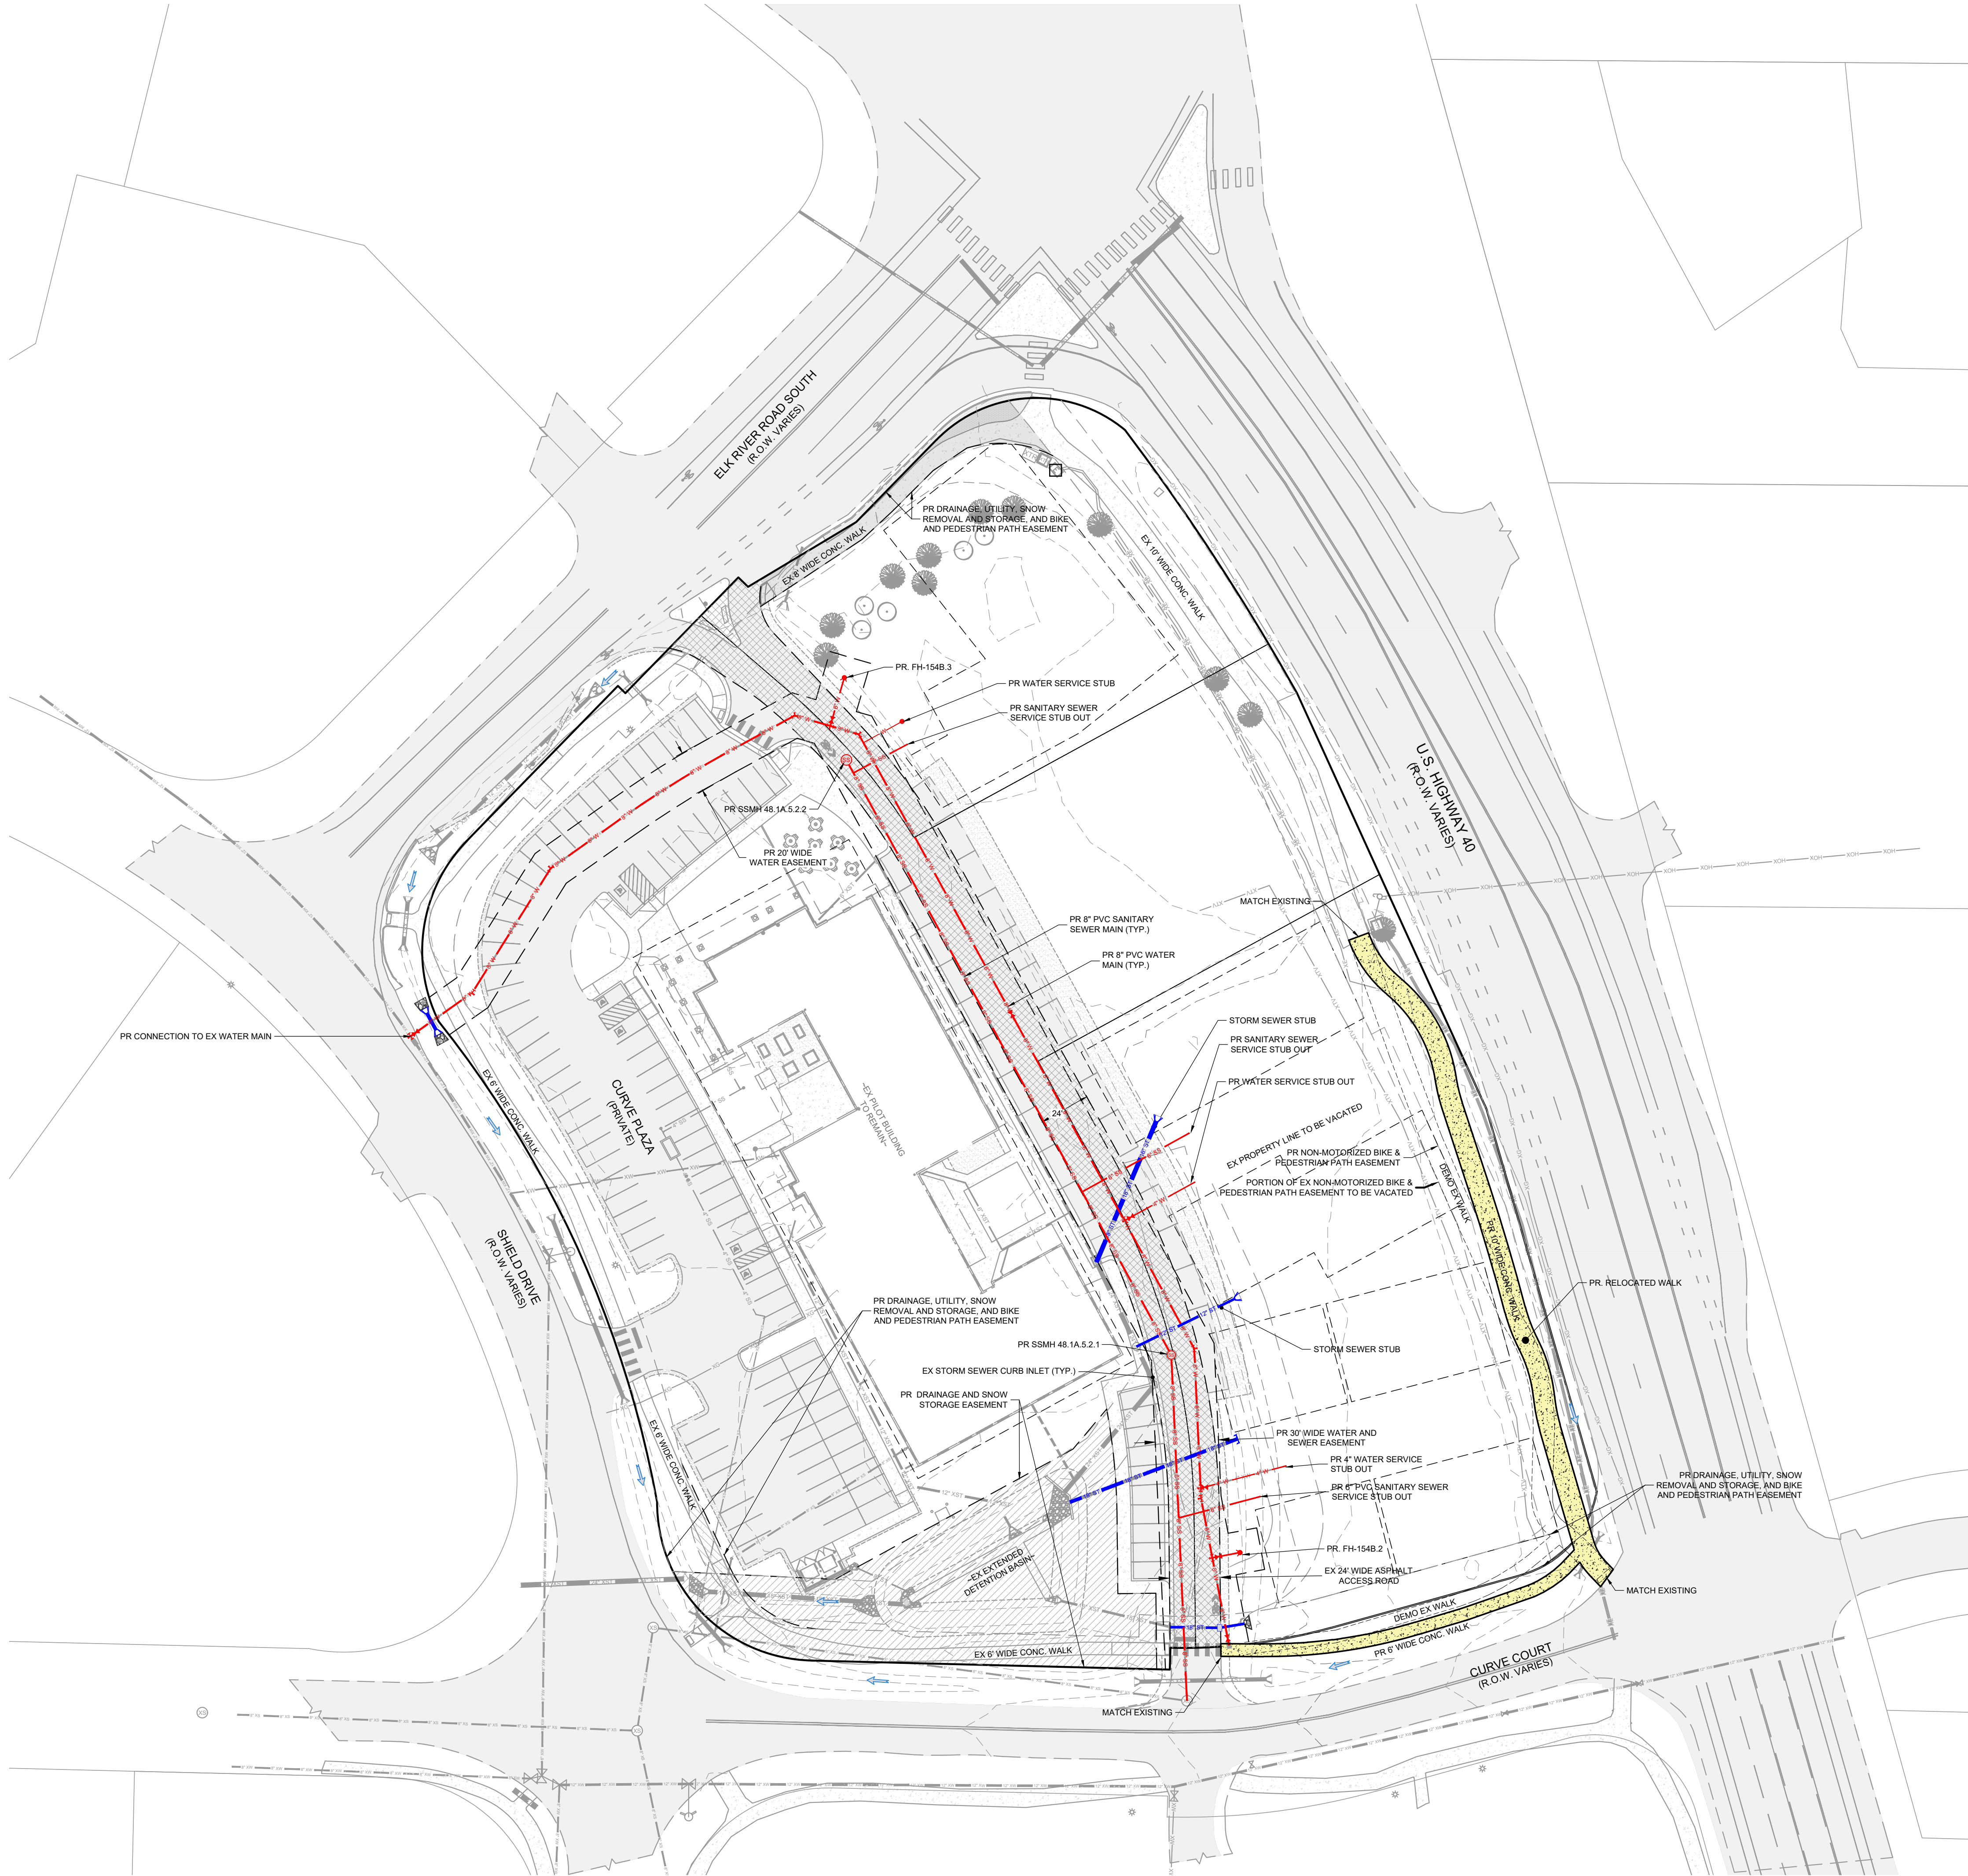 ELK RIVER ROAD SOUTH
(R.O.W. VARIES)
PR DRAINAGE, UTILITY, SNOW
REMOVAL AND STORAGE, AND BIKE
AND PEDESTRIAN PATH EASEMENT
EX 8' WIDE CONC. WALK
EX 10' WIDE CONC. WALK
PR. FH-154B.3
PR WATER SERVICE STUB
PR SANITARY SEWER
SERVICE STUB OUT
U.S. HIGHWAY 40
(R.O.W. VARIES)
PR SSMH 48.1A.5.2.2
PR 20' WIDE
WATER EASEMENT
MATCH EXISTING
PR 8" PVC SANITARY
SEWER MAIN (TYP.)
PR 8" PVC WATER
MAIN (TYP.)
PR CONNECTION TO EX WATER MAIN
STORM SEWER STUB
PR SANITARY SEWER
SERVICE STUB OUT
PR WATER SERVICE STUB OUT
EX 6' WIDE CONC. WALK
CURVE PLAZA
(PRIVATE)
~EX PILOT BUILDING
TO REMAIN~
24'
EX PROPERTY LINE TO BE VACATED
PR NON-MOTORIZED BIKE &
PEDESTRIAN PATH EASEMENT
PORTION OF EX NON-MOTORIZED BIKE &
PEDESTRIAN PATH EASEMENT TO BE VACATED
DEMO EX WALK
PR 10' WIDE CONC. WALK
SHIELD DRIVE
(R.O.W. VARIES)
PR. RELOCATED WALK
PR DRAINAGE, UTILITY, SNOW
REMOVAL AND STORAGE, AND BIKE
AND PEDESTRIAN PATH EASEMENT
PR SSMH 48.1A.5.2.1
STORM SEWER STUB
EX STORM SEWER CURB INLET (TYP.)
PR DRAINAGE AND SNOW
STORAGE EASEMENT
EX 6' WIDE CONC. WALK
PR 30' WIDE WATER AND
SEWER EASEMENT
PR 4" WATER SERVICE
STUB OUT
PR 6" PVC SANITARY SEWER
SERVICE STUB OUT
PR DRAINAGE, UTILITY, SNOW
REMOVAL AND STORAGE, AND BIKE
AND PEDESTRIAN PATH EASEMENT
PR. FH-154B.2
~EX EXTENDED
DETENTION BASIN~
EX 24' WIDE ASPHALT
ACCESS ROAD
MATCH EXISTING
DEMO EX WALK
PR 6' WIDE CONC. WALK
EX 6' WIDE CONC. WALK
CURVE COURT
(R.O.W. VARIES)
MATCH EXISTING